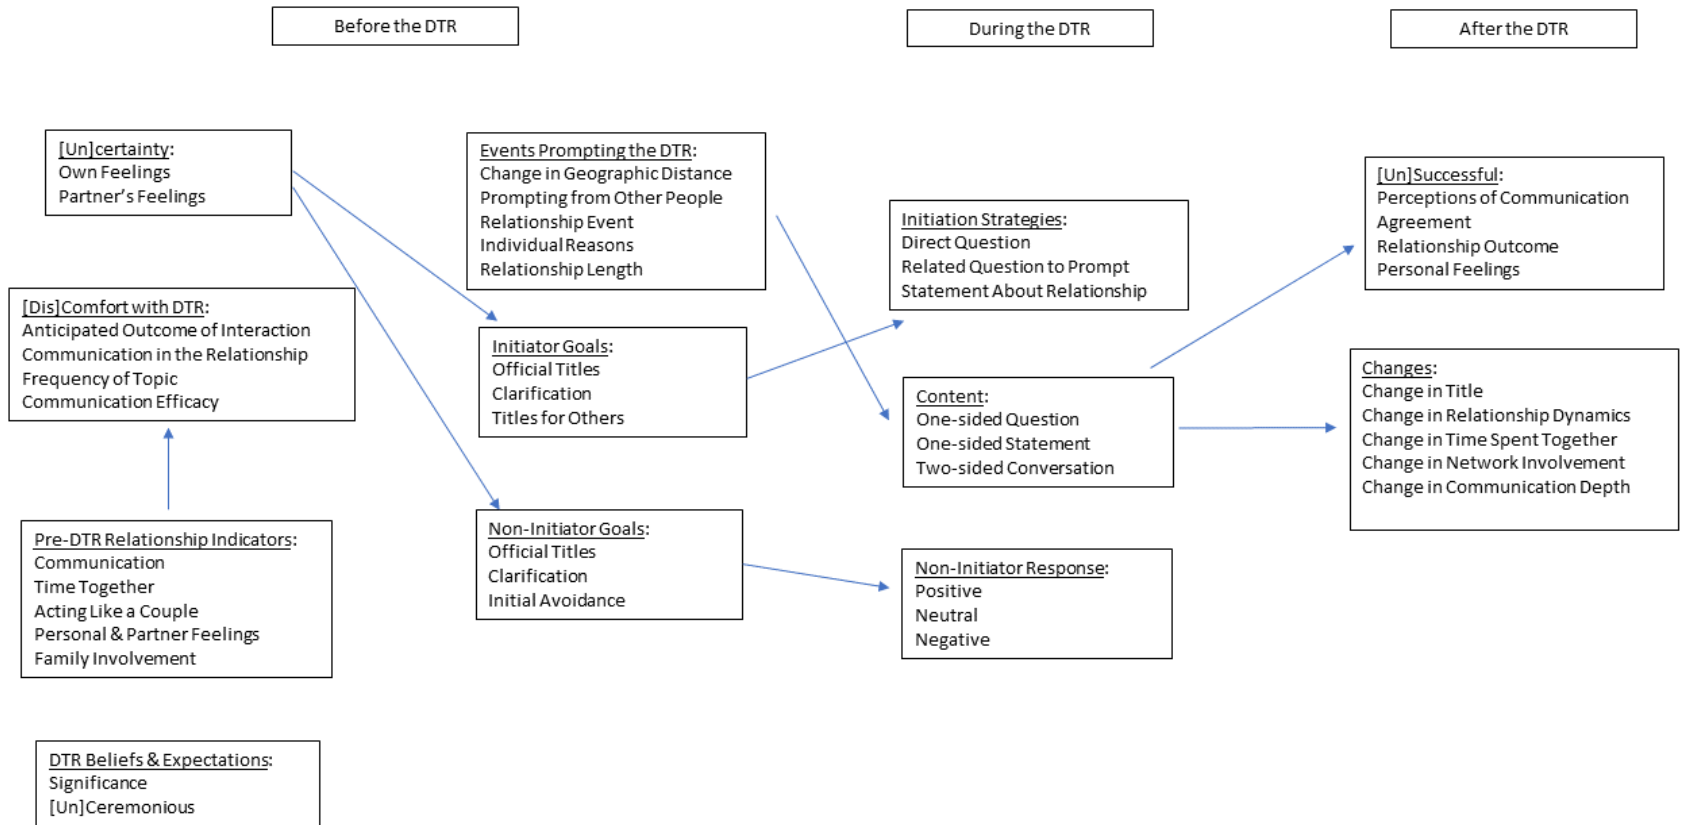 Before the DTR
During the DTR
After the DTR
[Un]certainty:
Own Feelings
Partner's Feelings
[Dis]Comfort with DTR:
Anticipated Outcome of Interaction
Communication in the Relationship
Frequency of Topic
Communication Efficacy
Pre-DTR Relationship Indicators:
Communication
Time Together
Acting Like a Couple
Personal & Partner Feelings
Family Involvement
DTR Beliefs & Expectations:
Significance
[Un]Ceremonious
Events Prompting the DTR:
Change in Geographic Distance
Prompting from Other People
Relationship Event
Individual Reasons
Relationship Length
Initiator Goals:
Official Titles
Clarification
Titles for Others
Non-Initiator Goals:
Official Titles
Clarification
Initial Avoidance
Initiation Strategies:
Direct Question
Related Question to Prompt
Statement About Relationship
Content:
One-sided Question
One-sided Statement
Two-sided Conversation
Non-Initiator Response:
Positive
Neutral
Negative
[Un]Successful:
Perceptions of Communication
Agreement
Relationship Outcome
Personal Feelings
Changes:
Change in Title
Change in Relationship Dynamics
Change in Time Spent Together
Change in Network Involvement
Change in Communication Depth